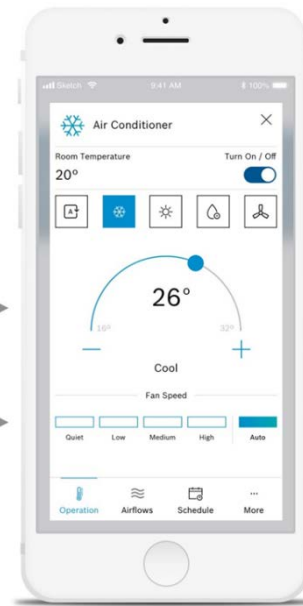 Sketch 9:41 AM 100%
Air Conditioner
Room Temperature Turn On / Off
20°
A
26°
16° 32°
Cool
Fan Speed
Quiet Low Medium High Auto
Operation Airflows Schedule More